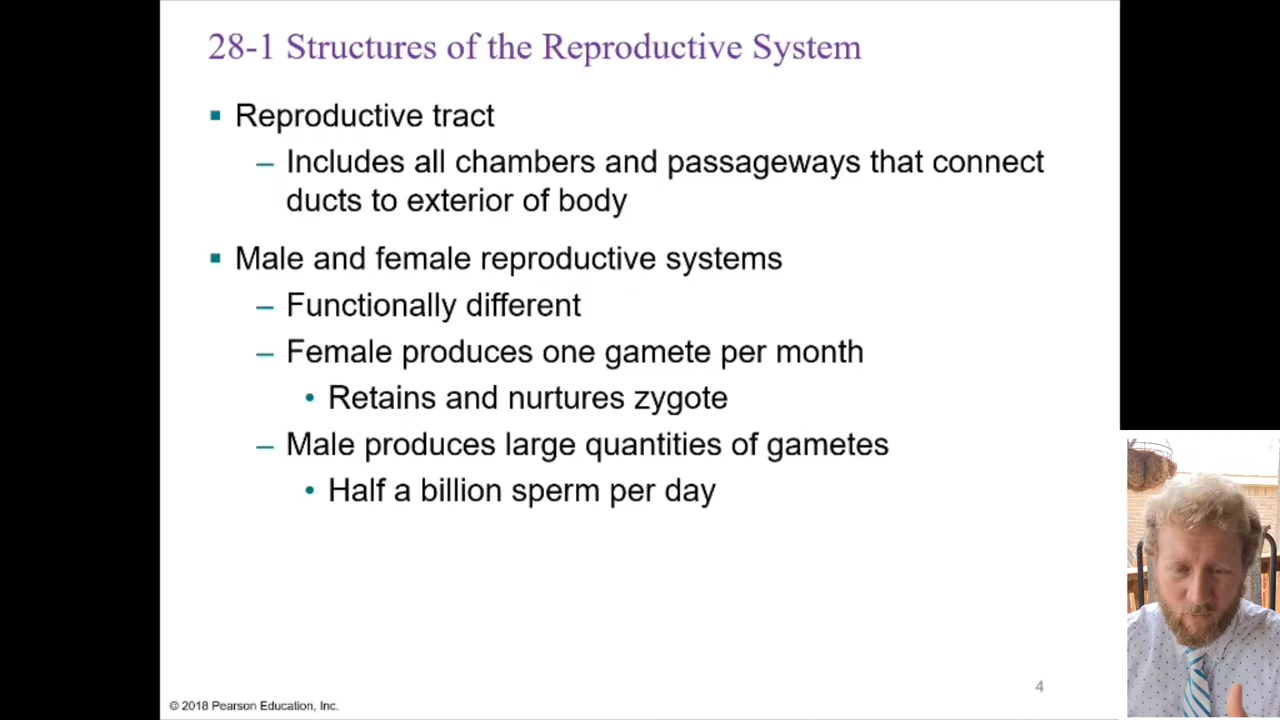 28-1 Structures of the Reproductive System
▪ Reproductive tract
– Includes all chambers and passageways that connect
ducts to exterior of body
▪ Male and female reproductive systems
– Functionally different
– Female produces one gamete per month
• Retains and nurtures zygote
– Male produces large quantities of gametes
• Half a billion sperm per day
4
© 2018 Pearson Education, Inc.